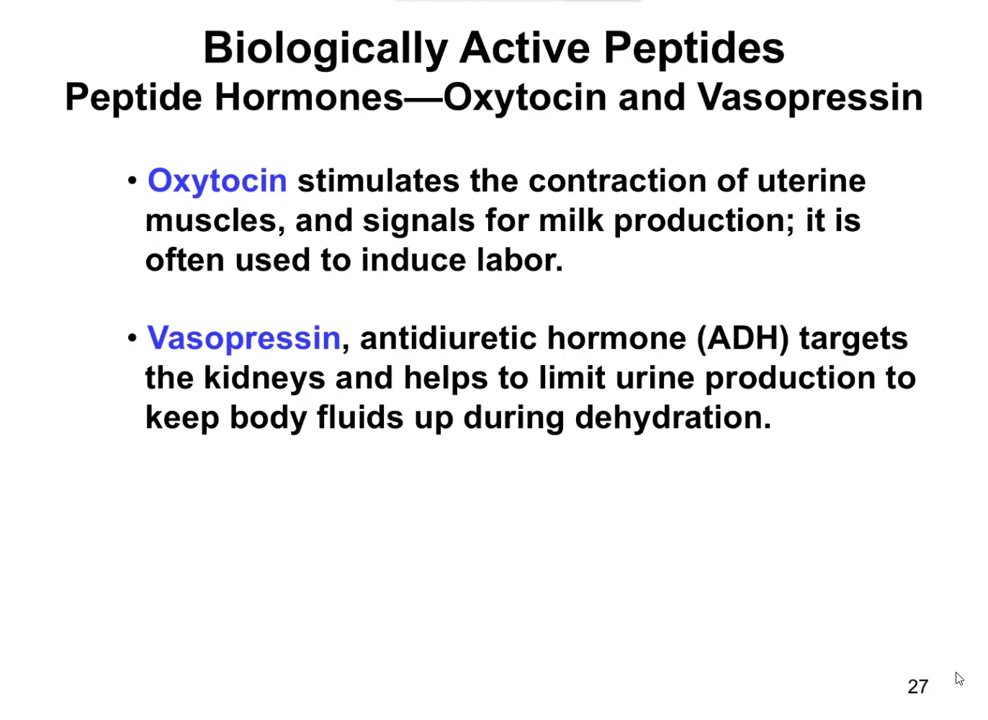 Biologically Active Peptides
Peptide Hormones—Oxytocin and Vasopressin
• Oxytocin stimulates the contraction of uterine
muscles, and signals for milk production; it is
often used to induce labor.
• Vasopressin, antidiuretic hormone (ADH) targets
the kidneys and helps to limit urine production to
keep body fluids up during dehydration.
27